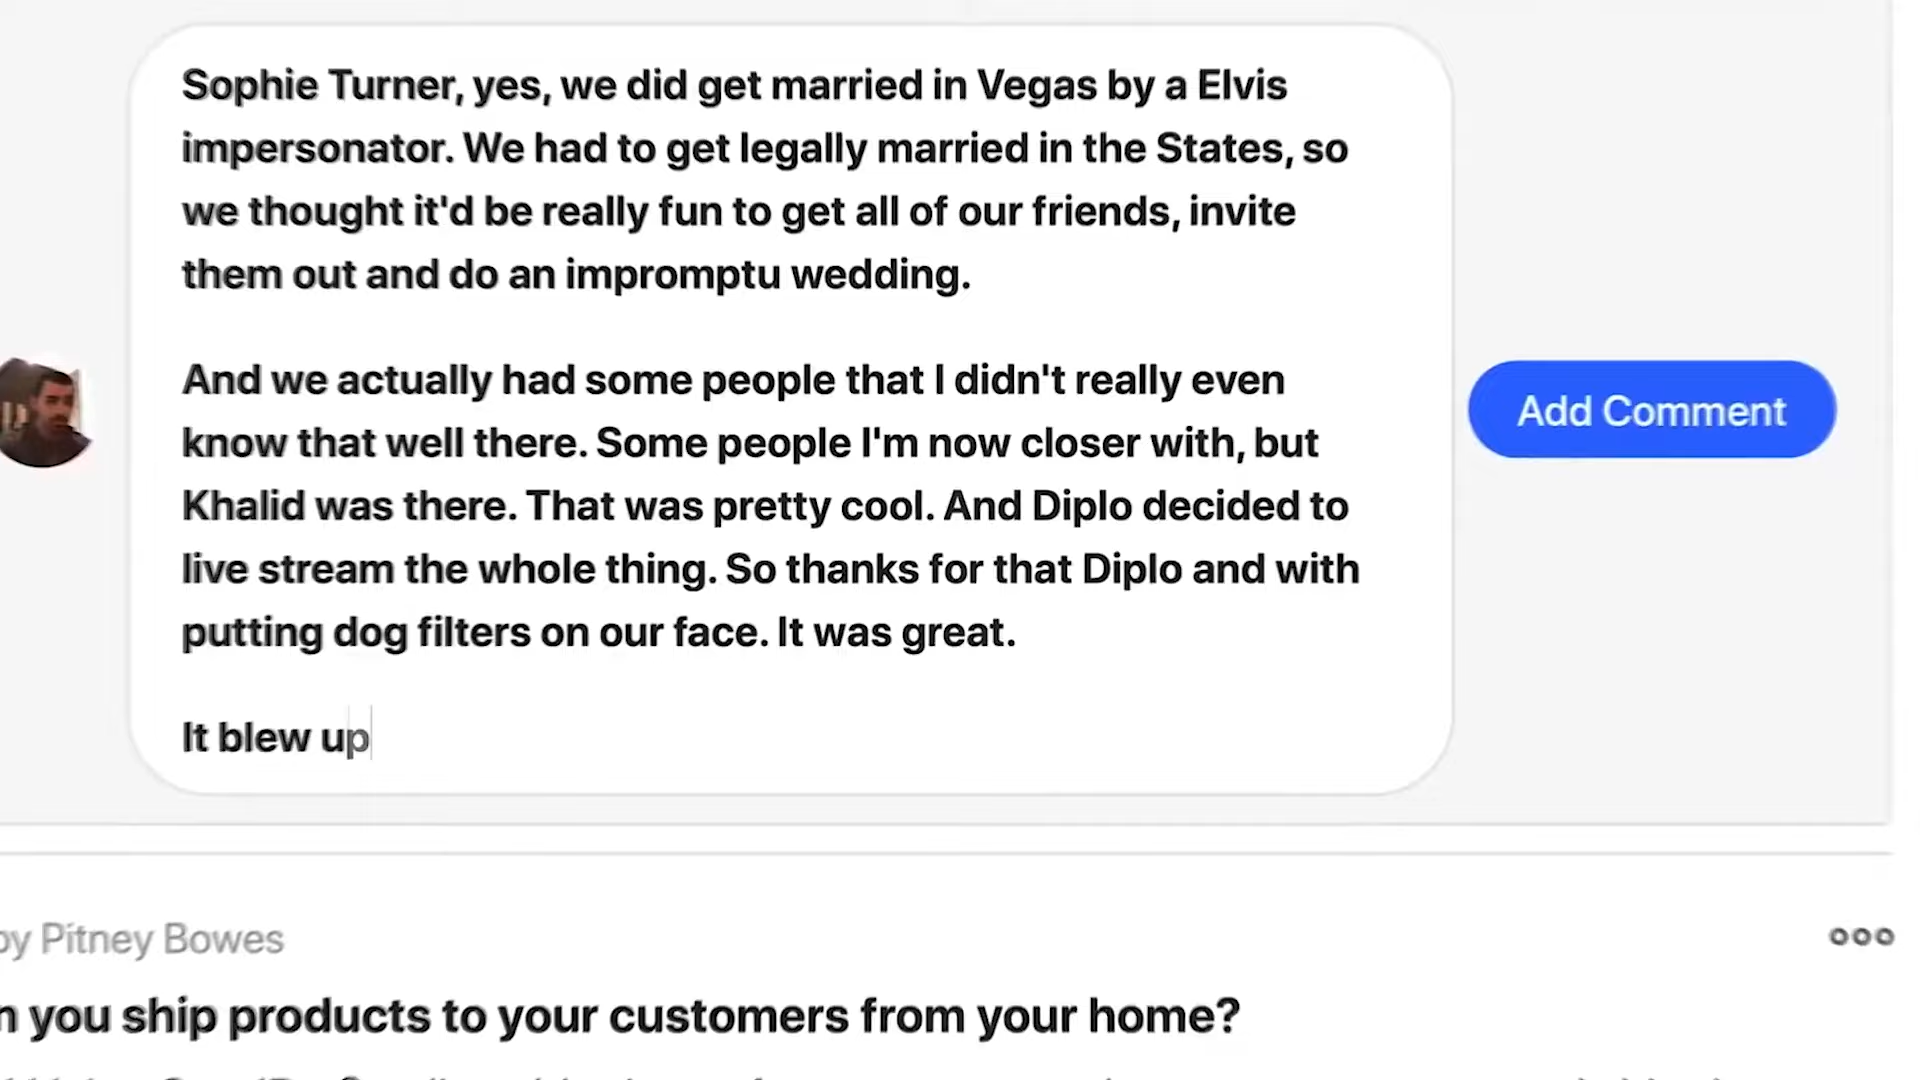 Sophie Turner, yes, we did get married in Vegas by a Elvis
impersonator. We had to get legally married in the States, so
we thought it'd be really fun to get all of our friends, invite
them out and do an impromptu wedding.
And we actually had some people that I didn't really even
know that well there. Some people I'm now closer with, but
Khalid was there. That was pretty cool. And Diplo decided to
live stream the whole thing. So thanks for that Diplo and with
putting dog filters on our face. It was great.
It blew up
Add Comment
by Pitney Bowes
n you ship products to your customers from your home?